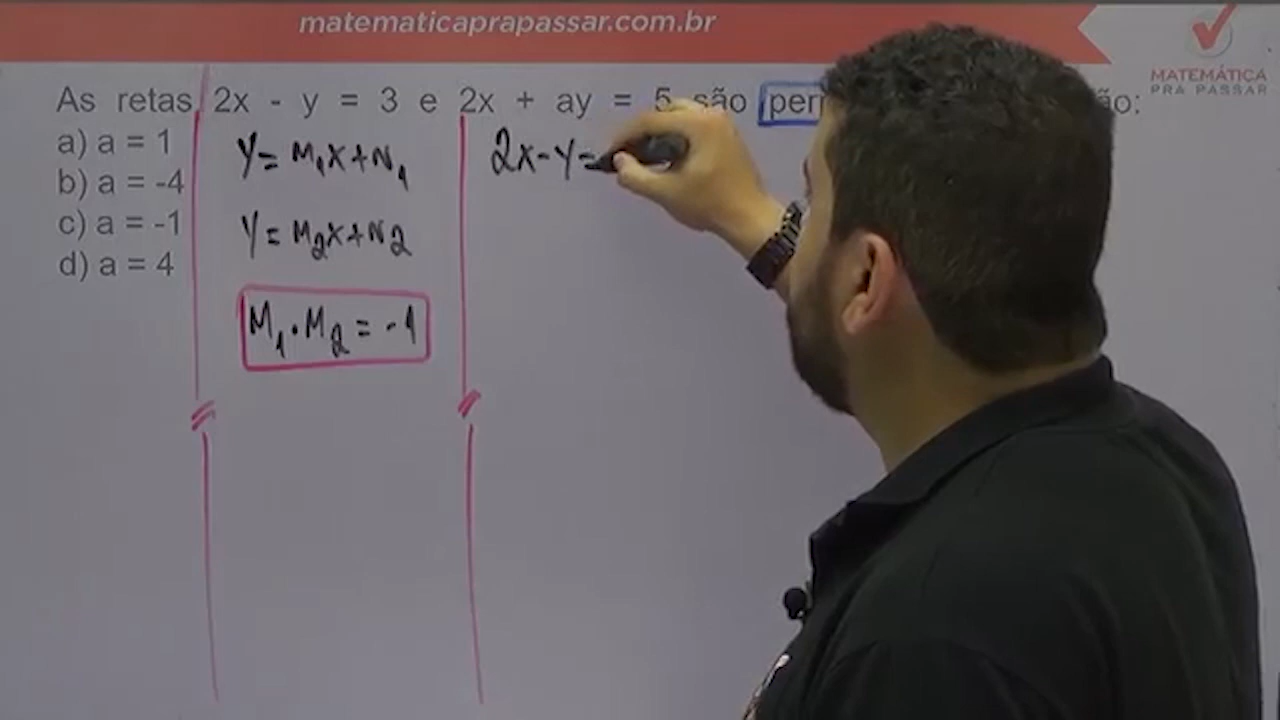 matematicaprapassar.com.br
MATEMÁTICA
PRA PASSAR
As retas 2x - y = 3 e 2x + ay = 5 são
a) a = 1
b) a = -4
c) a = -1
d) a = 4
Y = M1X + N1
Y = M2X + N2
M1 . M2 = -1
2X - Y =